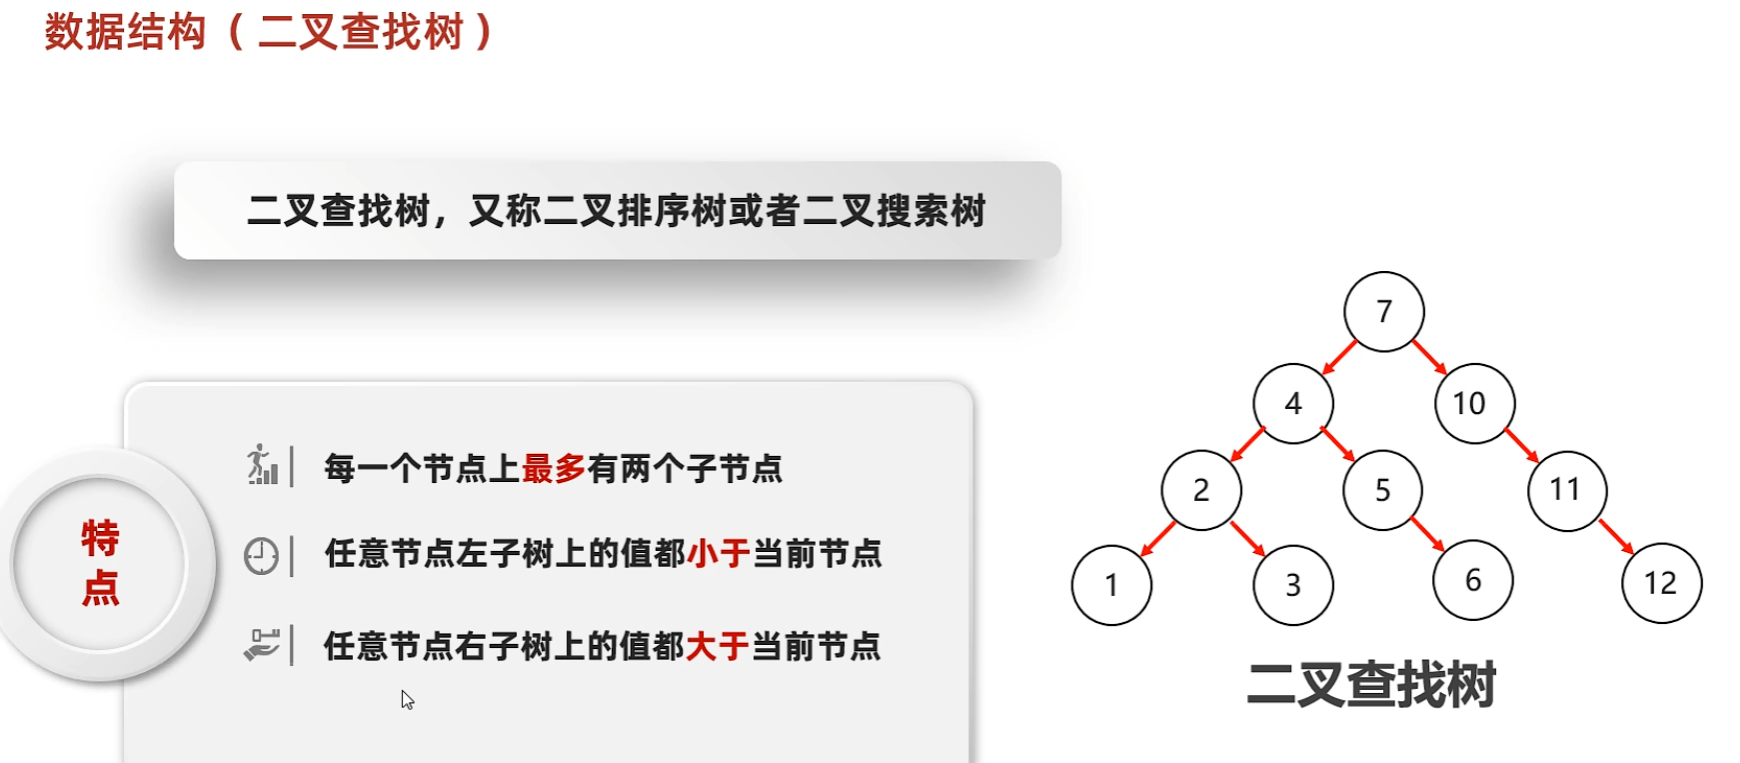 数据结构（二叉查找树）
二叉查找树，又称二叉排序树或者二叉搜索树
特
点
每一个节点上最多有两个子节点
任意节点左子树上的值都小于当前节点
任意节点右子树上的值都大于当前节点
7
4 10
2 5 11
1 3 6 12
二叉查找树